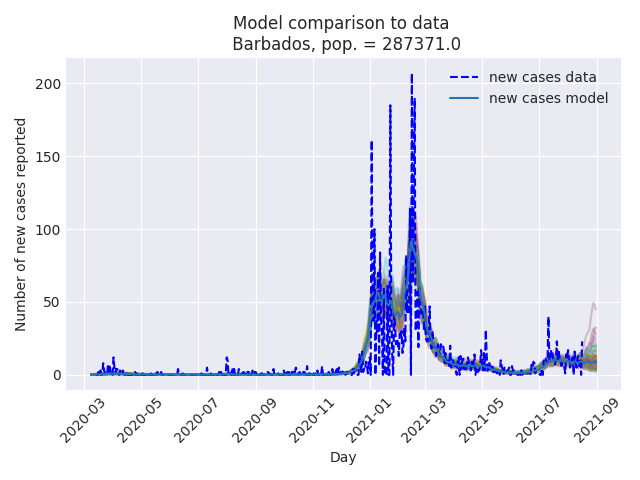 Model comparison to data
Barbados, pop. = 287371.0
new cases data
new cases model
Number of new cases reported
200
150
100
50
0
2020-03
2020-05
2020-07
2020-09
2020-11
2021-01
2021-03
2021-05
2021-07
2021-09
Day